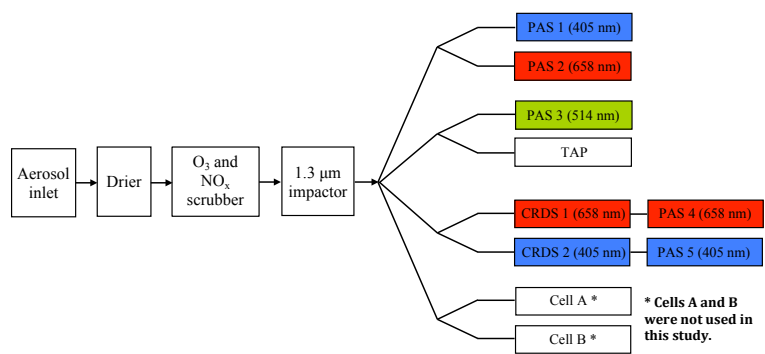 Aerosol
inlet
Drier
O₃ and
NOₓ
scrubber
1.3 μm
impactor
PAS 1 (405 nm)
PAS 2 (658 nm)
PAS 3 (514 nm)
TAP
CRDS 1 (658 nm)
PAS 4 (658 nm)
CRDS 2 (405 nm)
PAS 5 (405 nm)
Cell A *
Cell B *
* Cells A and B
were not used in
this study.